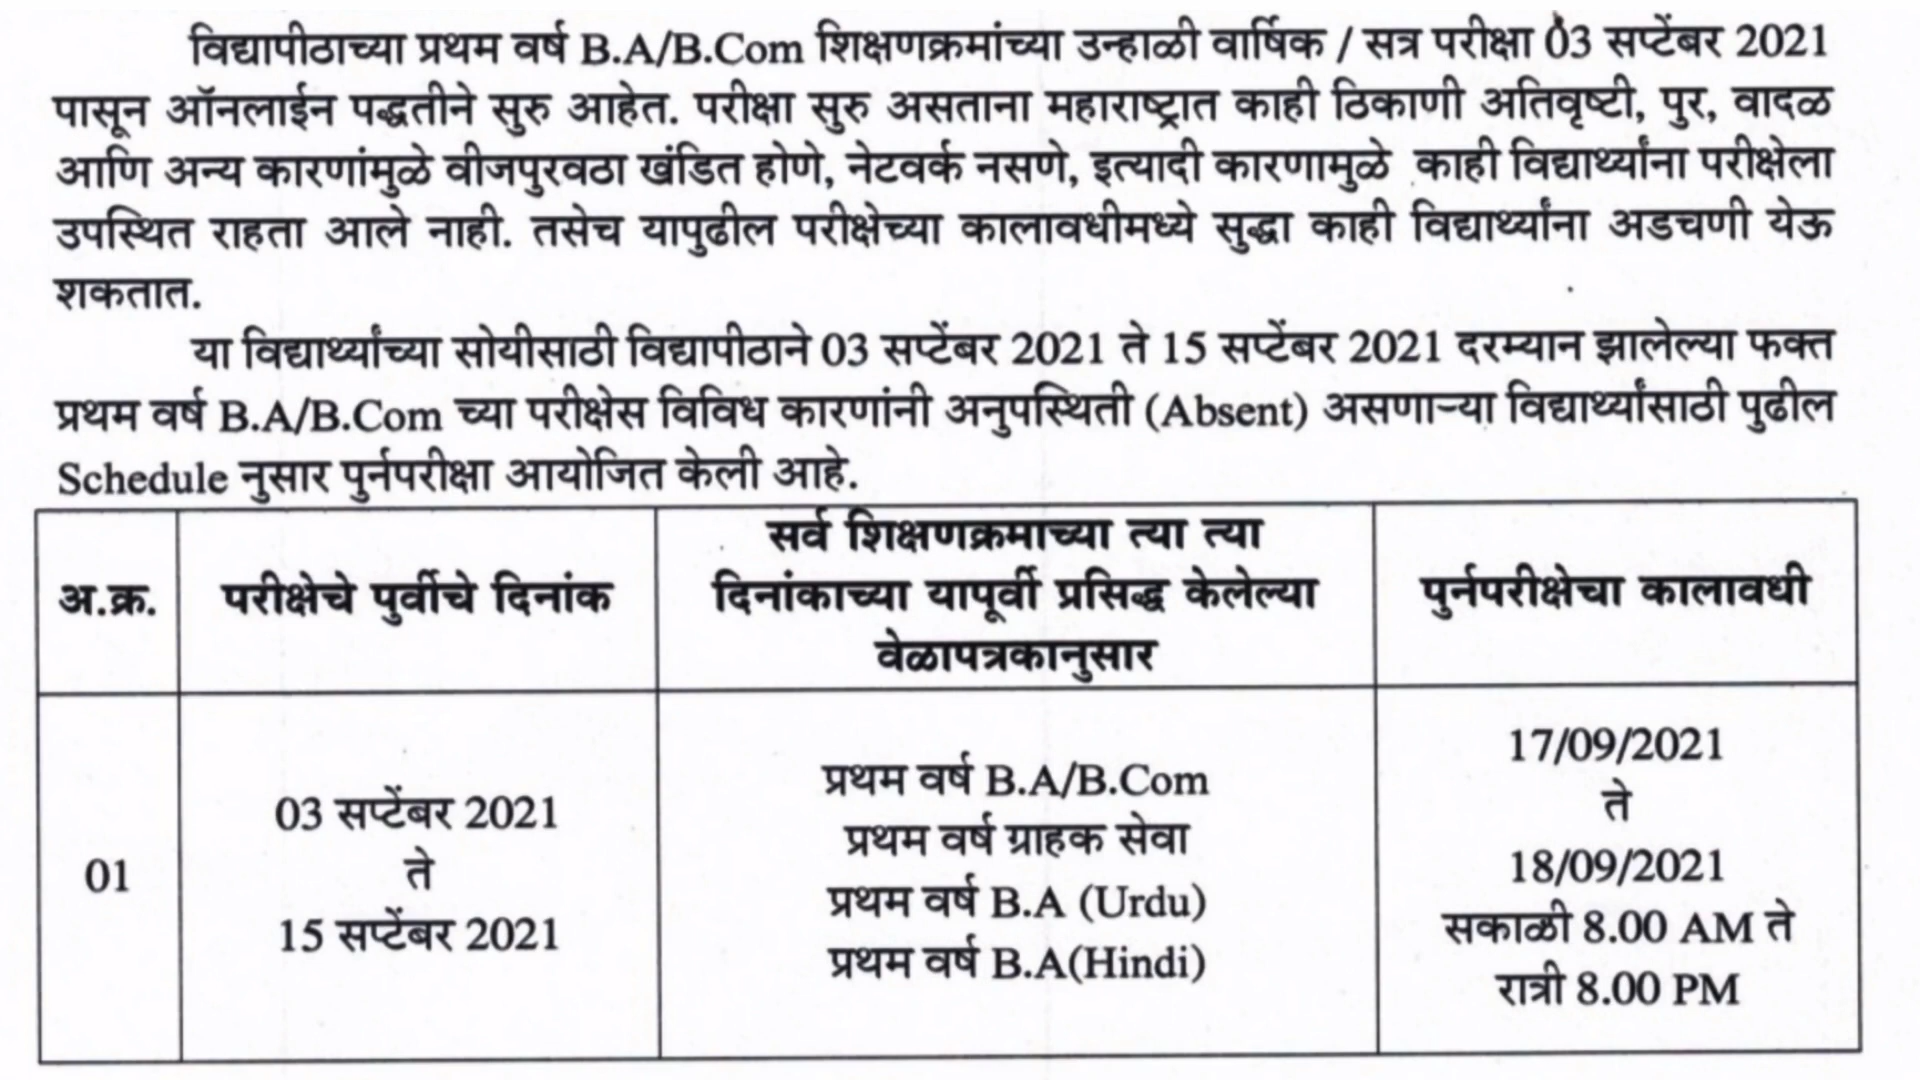 विद्यापीठाच्या प्रथम वर्ष B.A/B.Com शिक्षणक्रमांच्या उन्हाळी वार्षिक / सत्र परीक्षा 03 सप्टेंबर 2021
पासून ऑनलाईन पद्धतीने सुरु आहेत. परीक्षा सुरु असताना महाराष्ट्रात काही ठिकाणी अतिवृष्टी, पुर, वादळ
आणि अन्य कारणांमुळे वीजपुरवठा खंडित होणे, नेटवर्क नसणे, इत्यादी कारणामुळे काही विद्यार्थ्यांना परीक्षेला
उपस्थित राहता आले नाही. तसेच यापुढील परीक्षेच्या कालावधीमध्ये सुद्धा काही विद्यार्थ्यांना अडचणी येऊ
शकतात.
या विद्यार्थ्यांच्या सोयीसाठी विद्यापीठाने 03 सप्टेंबर 2021 ते 15 सप्टेंबर 2021 दरम्यान झालेल्या फक्त
प्रथम वर्ष B.A/B.Com च्या परीक्षेस विविध कारणांनी अनुपस्थिती (Absent) असणाऱ्या विद्यार्थ्यांसाठी पुढील
Schedule नुसार पुर्नपरीक्षा आयोजित केली आहे.
अ.क्र.
परीक्षेचे पुर्वीचे दिनांक
सर्व शिक्षणक्रमाच्या त्या त्या
दिनांकाच्या यापूर्वी प्रसिद्ध केलेल्या
वेळापत्रकानुसार
पुर्नपरीक्षेचा कालावधी
01
03 सप्टेंबर 2021
ते
15 सप्टेंबर 2021
प्रथम वर्ष B.A/B.Com
प्रथम वर्ष ग्राहक सेवा
प्रथम वर्ष B.A (Urdu)
प्रथम वर्ष B.A(Hindi)
17/09/2021
ते
18/09/2021
सकाळी 8.00 AM ते
रात्री 8.00 PM